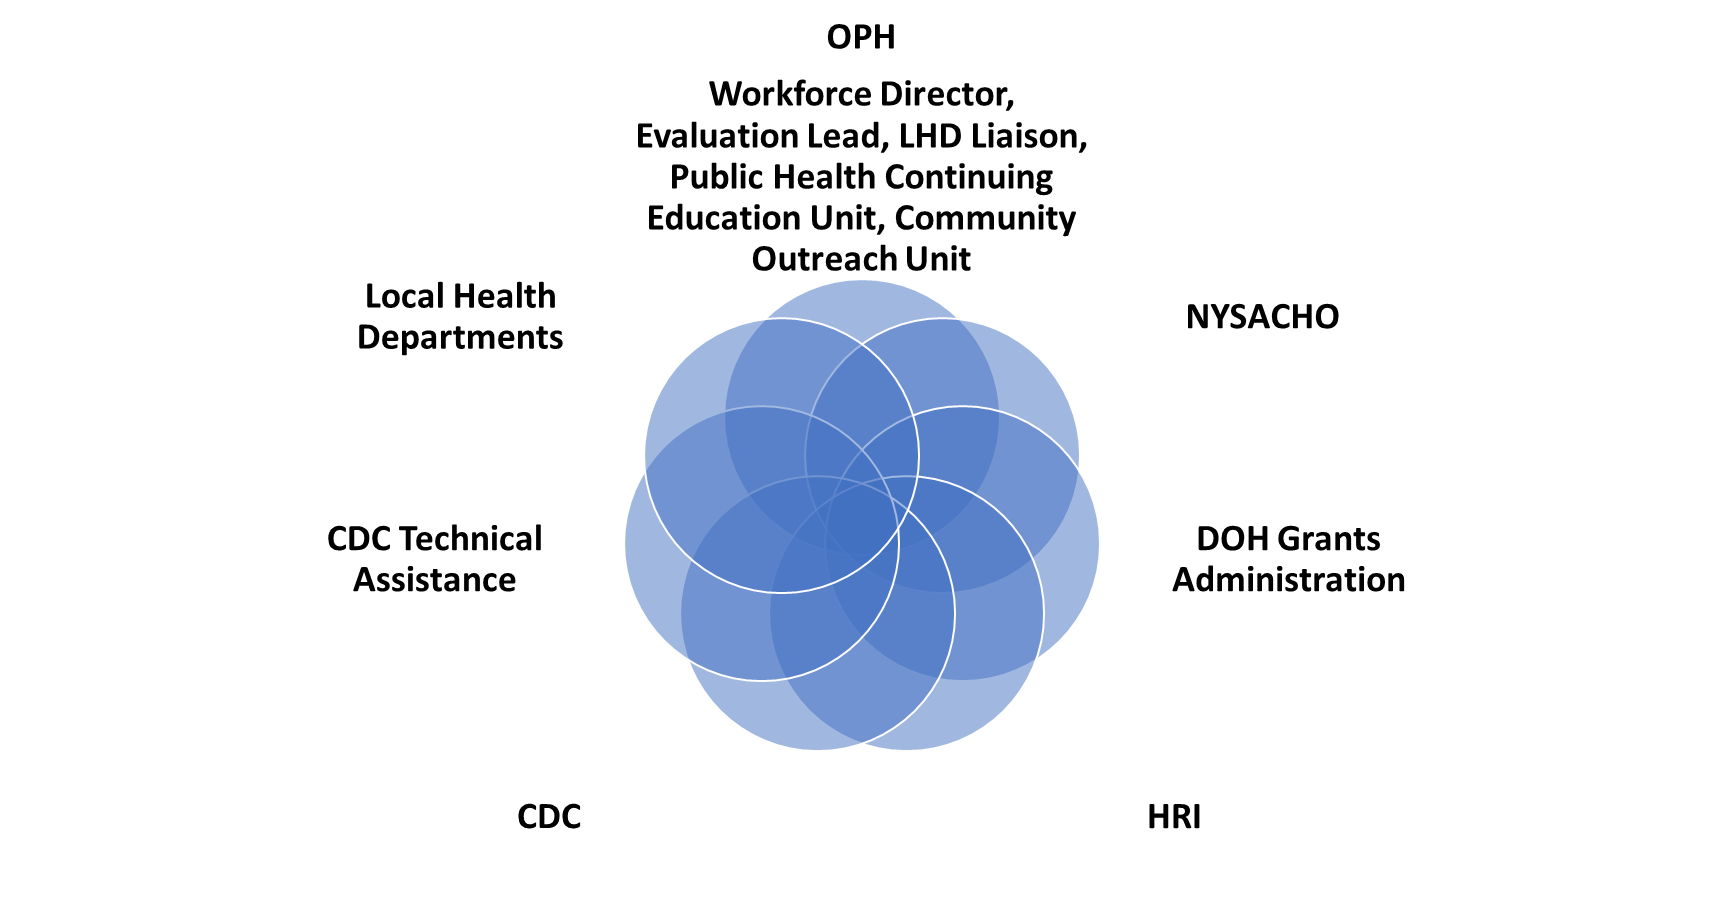 OPH
Workforce Director,
Evaluation Lead, LHD Liaison,
Public Health Continuing
Education Unit, Community
Outreach Unit
NYSACHO
DOH Grants
Administration
HRI
CDC
CDC Technical
Assistance
Local Health
Departments